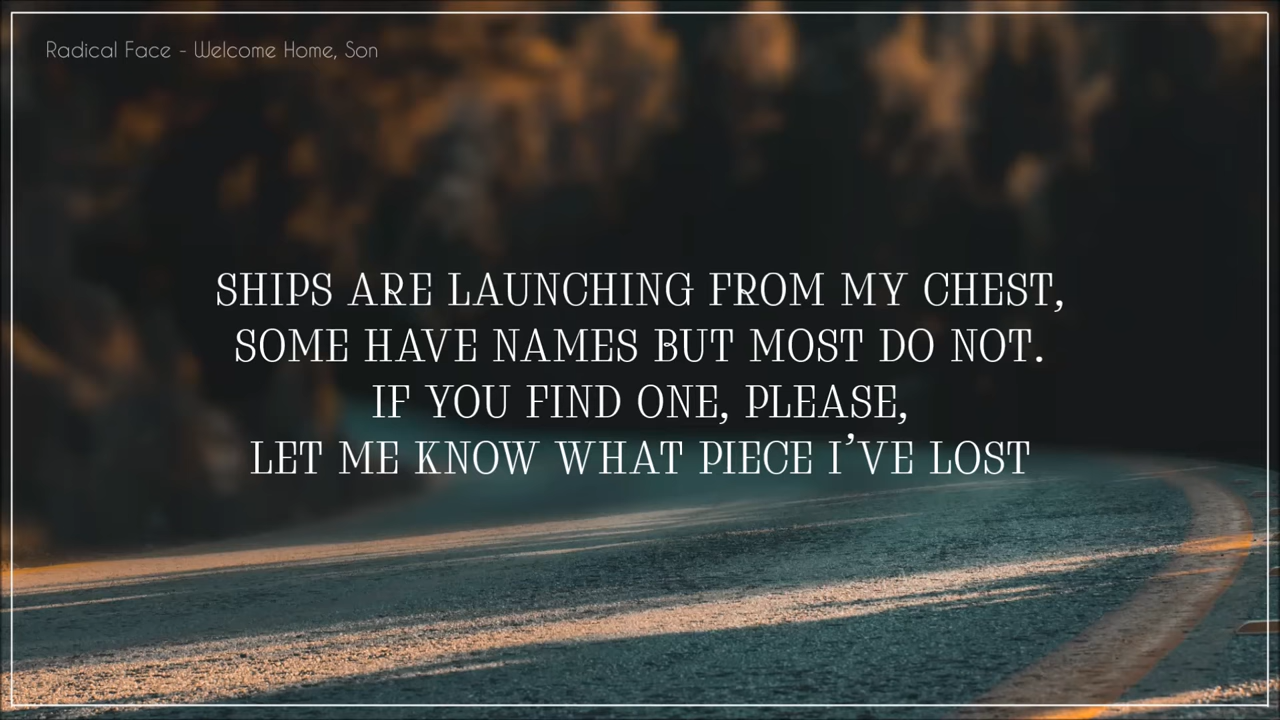 Radical Face - Welcome Home, Son
SHIPS ARE LAUNCHING FROM MY CHEST,
SOME HAVE NAMES BUT MOST DO NOT.
IF YOU FIND ONE, PLEASE,
LET ME KNOW WHAT PIECE I'VE LOST